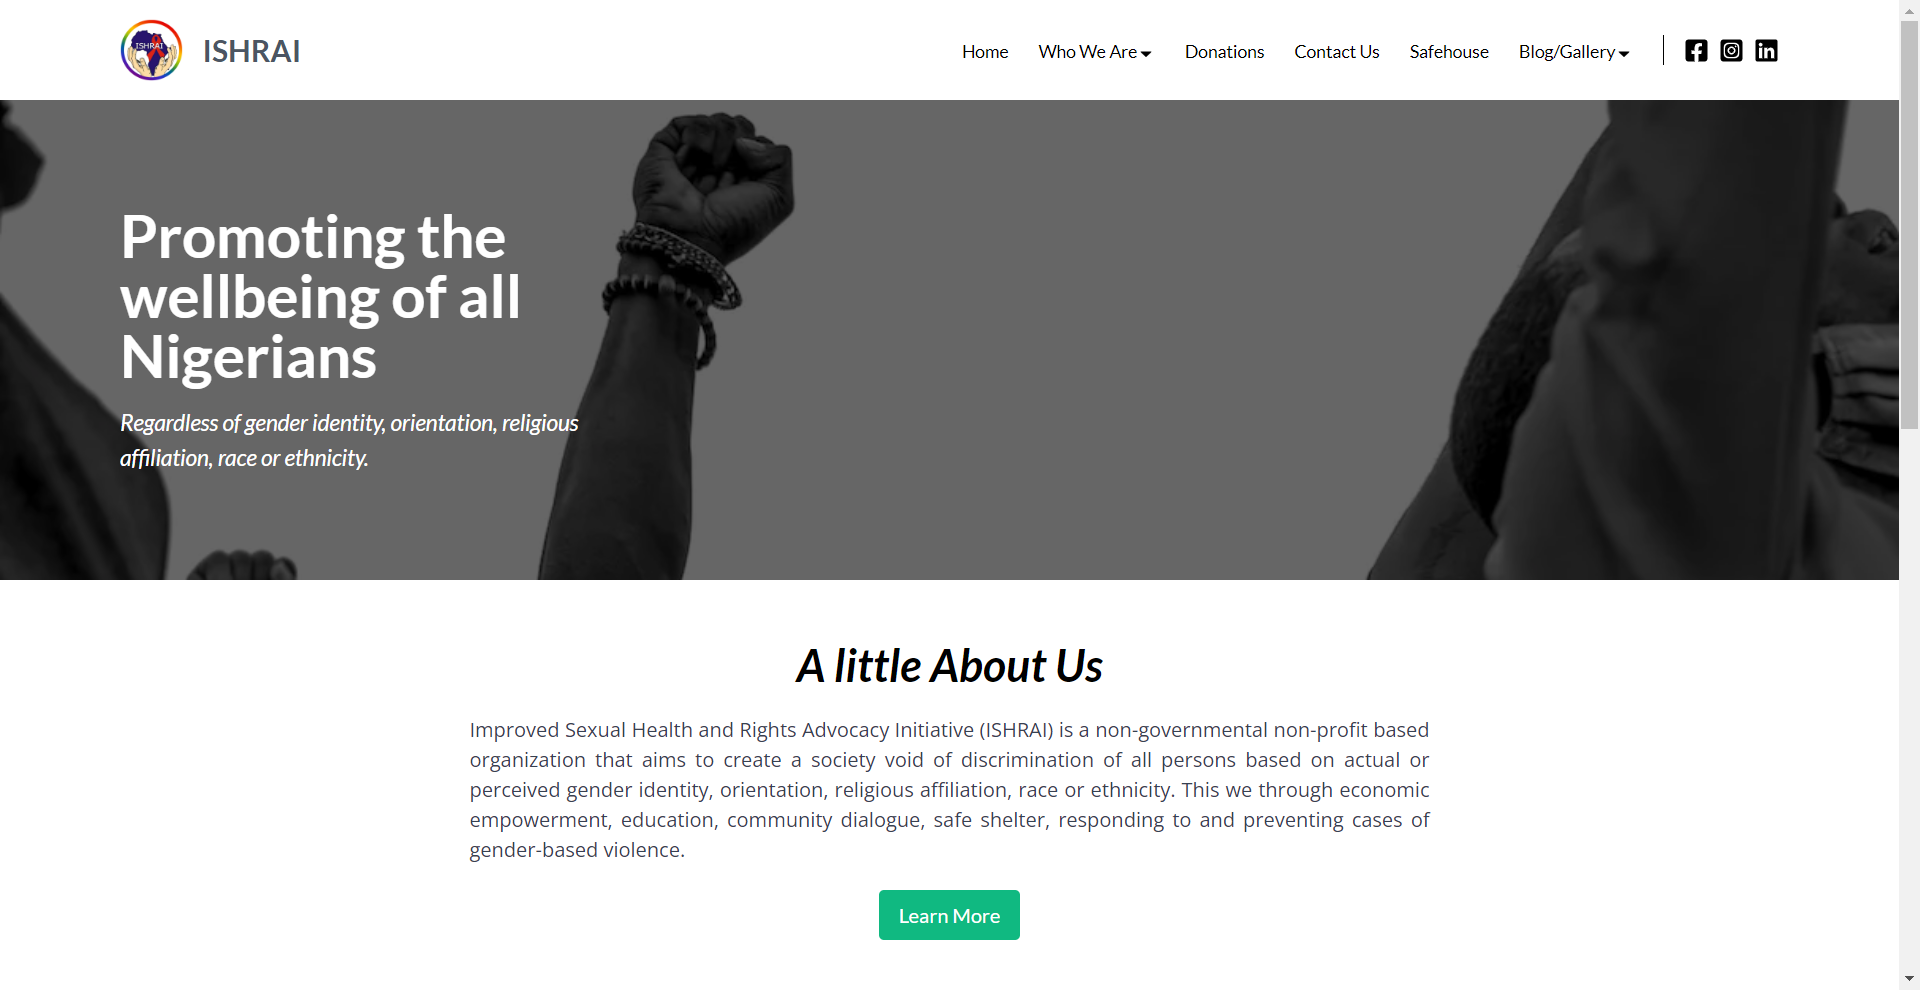 ISHRAI
ISHRAI
Home
Who We Are
Donations
Contact Us
Safehouse
Blog/Gallery
Promoting the
wellbeing of all
Nigerians
Regardless of gender identity, orientation, religious
affiliation, race or ethnicity.
A little About Us
Improved Sexual Health and Rights Advocacy Initiative (ISHRAI) is a non-governmental non-profit based
organization that aims to create a society void of discrimination of all persons based on actual or
perceived gender identity, orientation, religious affiliation, race or ethnicity. This we through economic
empowerment, education, community dialogue, safe shelter, responding to and preventing cases of
gender-based violence.
Learn More